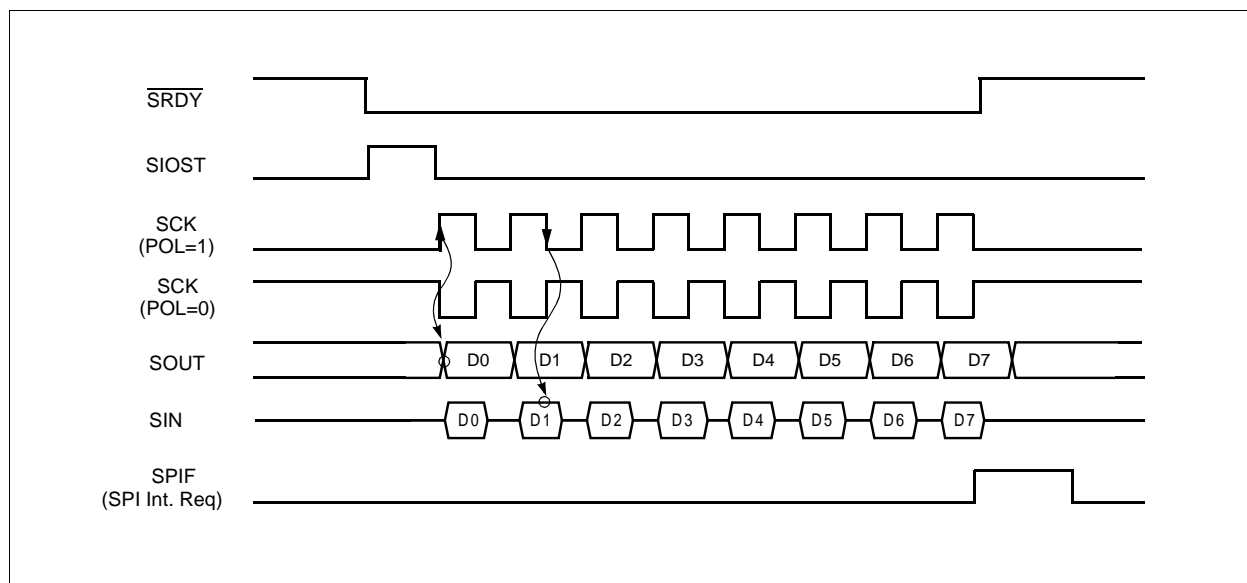 SRDY
SIOST
SCK
(POL=1)
SCK
(POL=0)
SOUT D0 D1 D2 D3 D4 D5 D6 D7
SIN D0 D1 D2 D3 D4 D5 D6 D7
SPIF
(SPI Int. Req)